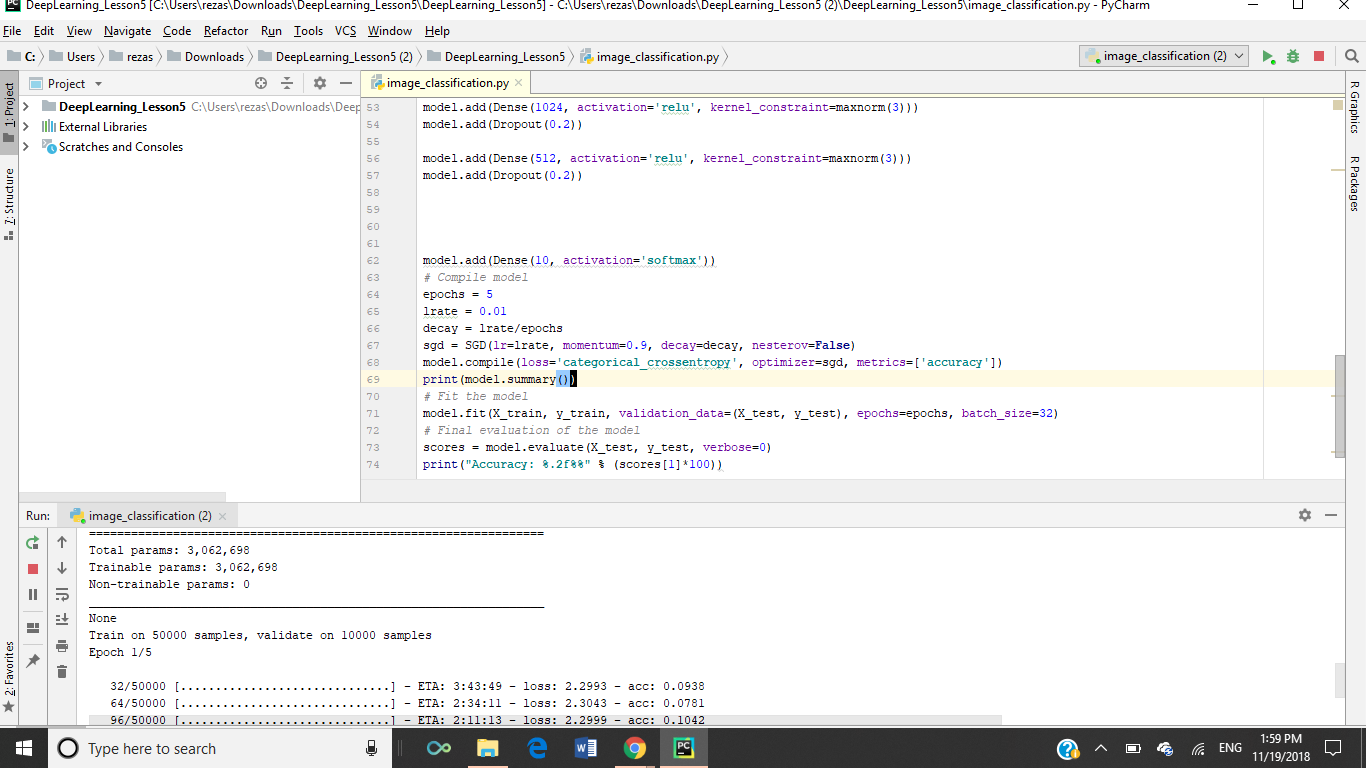 DeepLearning_Lesson5 [C:\Users\rezas\Downloads\DeepLearning_Lesson5\DeepLearning_Lesson5] - C:\Users\rezas\Downloads\DeepLearning_Lesson5 (2)\DeepLearning_Lesson5\image_classification.py - PyCharm
File Edit View Navigate Code Refactor Run Tools VCS Window Help
C: Users rezas Downloads DeepLearning_Lesson5 (2) DeepLearning_Lesson5 image_classification.py image_classification (2)
Project image_classification.py
1: Project
7: Structure
2: Favorites
R Graphics
R Packages
DeepLearning_Lesson5 C:\Users\rezas\Downloads\Deep
External Libraries
Scratches and Consoles
53 model.add(Dense(1024, activation='relu', kernel_constraint=maxnorm(3)))
54 model.add(Dropout(0.2))
55
56 model.add(Dense(512, activation='relu', kernel_constraint=maxnorm(3)))
57 model.add(Dropout(0.2))
58
59
60
61
62 model.add(Dense(10, activation='softmax'))
63 # Compile model
64 epochs = 5
65 lrate = 0.01
66 decay = lrate/epochs
67 sgd = SGD(lr=lrate, momentum=0.9, decay=decay, nesterov=False)
68 model.compile(loss='categorical_crossentropy', optimizer=sgd, metrics=['accuracy'])
69 print(model.summary())
70 # Fit the model
71 model.fit(X_train, y_train, validation_data=(X_test, y_test), epochs=epochs, batch_size=32)
72 # Final evaluation of the model
73 scores = model.evaluate(X_test, y_test, verbose=0)
74 print("Accuracy: %.2f%%" % (scores[1]*100))
Run: image_classification (2)
=================================================================
Total params: 3,062,698
Trainable params: 3,062,698
Non-trainable params: 0
_________________________________________________________________
None
Train on 50000 samples, validate on 10000 samples
Epoch 1/5
32/50000 [..............................] - ETA: 3:43:49 - loss: 2.2993 - acc: 0.0938
64/50000 [..............................] - ETA: 2:34:11 - loss: 2.3043 - acc: 0.0781
96/50000 [..............................] - ETA: 2:11:13 - loss: 2.2999 - acc: 0.1042
Type here to search
ENG
1:59 PM
11/19/2018